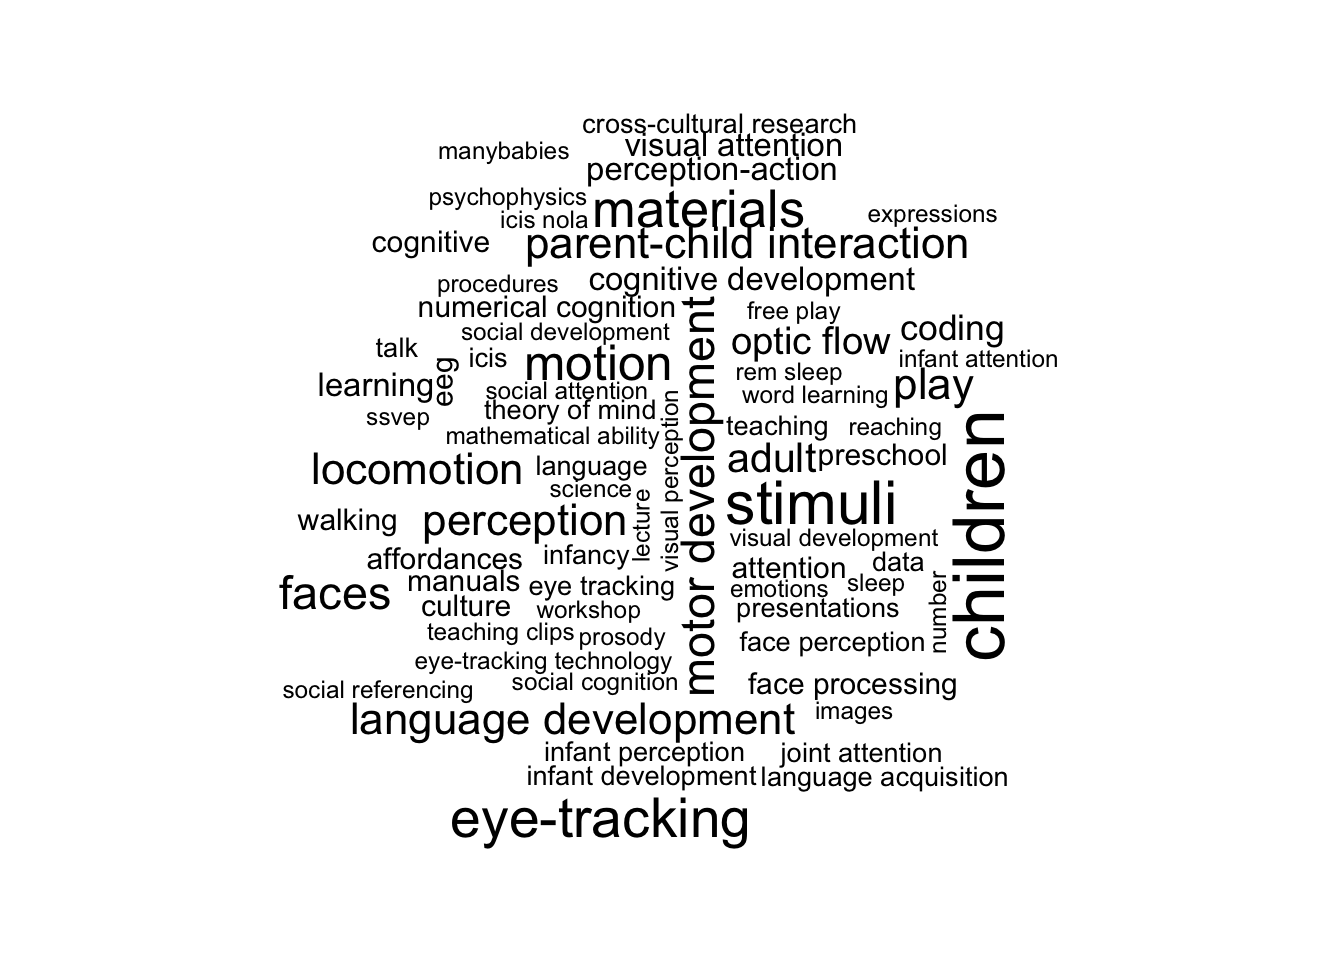 cross-cultural research
manybabies
visual attention
perception-action
psychophysics
materials
expressions
icis nola
cognitive
parent-child interaction
procedures
cognitive development
numerical cognition
free play
social development
optic flow
coding
talk
icis
motion
infant attention
eeg
learning
rem sleep
play
social attention
word learning
ssvep
theory of mind
teaching
reaching
mathematical ability
visual perception
motor development
locomotion
language
adult
preschool
science
stimuli
children
walking
perception
lecture
visual development
affordances
infancy
attention
data
faces
manuals
eye tracking
emotions
sleep
culture
workshop
presentations
number
teaching clips
prosody
face perception
eye-tracking technology
social cognition
face processing
social referencing
language development
images
infant perception
joint attention
infant development
language acquisition
eye-tracking